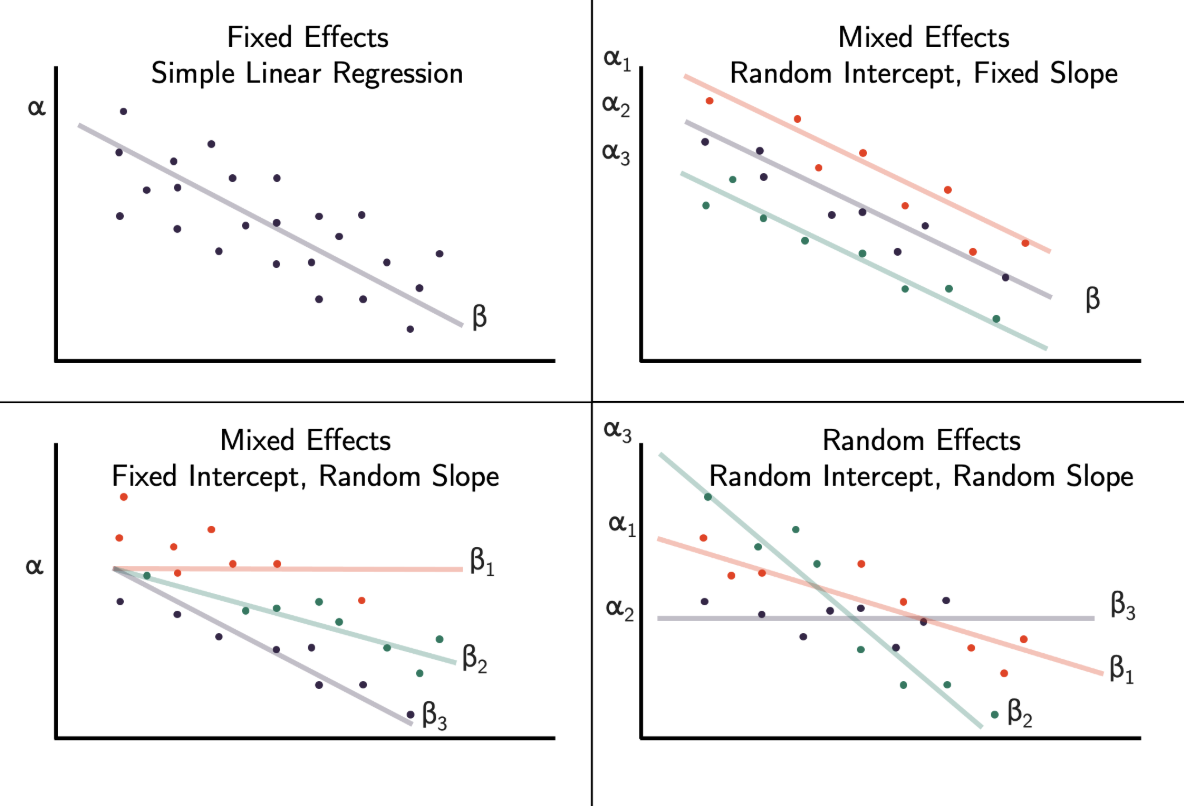 Fixed Effects
Simple Linear Regression
α
β
Mixed Effects
Random Intercept, Fixed Slope
α₁
α₂
α₃
β
Mixed Effects
Fixed Intercept, Random Slope
α
β₁
β₂
β₃
Random Effects
Random Intercept, Random Slope
α₃
α₁
α₂
β₃
β₁
β₂